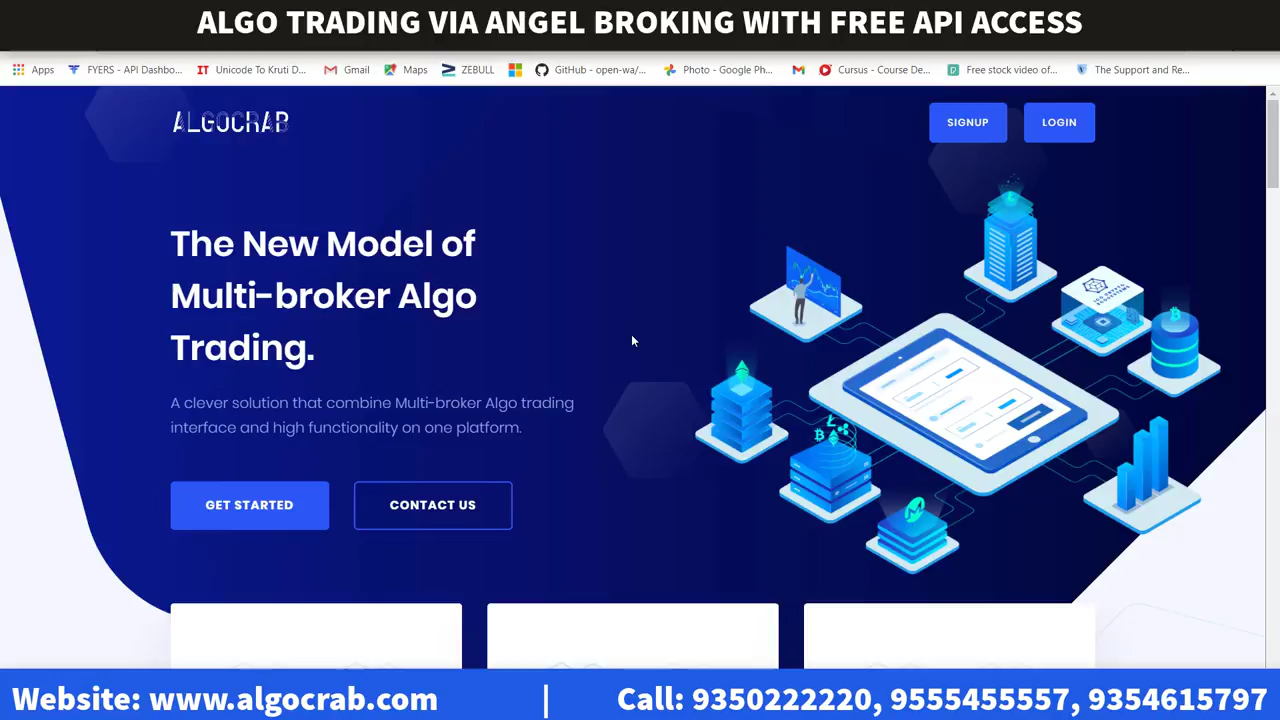 ALGO TRADING VIA ANGEL BROKING WITH FREE API ACCESS
Apps FYERS - API Dashbo... Unicode To Kruti D... Gmail Maps ZEBULL GitHub - open-wa/... Photo - Google Ph... Cursus - Course De... Free stock video of... The Support and Re...
ALGOCRAB
SIGNUP LOGIN
The New Model of
Multi-broker Algo
Trading.
A clever solution that combine Multi-broker Algo trading
interface and high functionality on one platform.
GET STARTED CONTACT US
Website: www.algocrab.com | Call: 9350222220, 9555455557, 9354615797